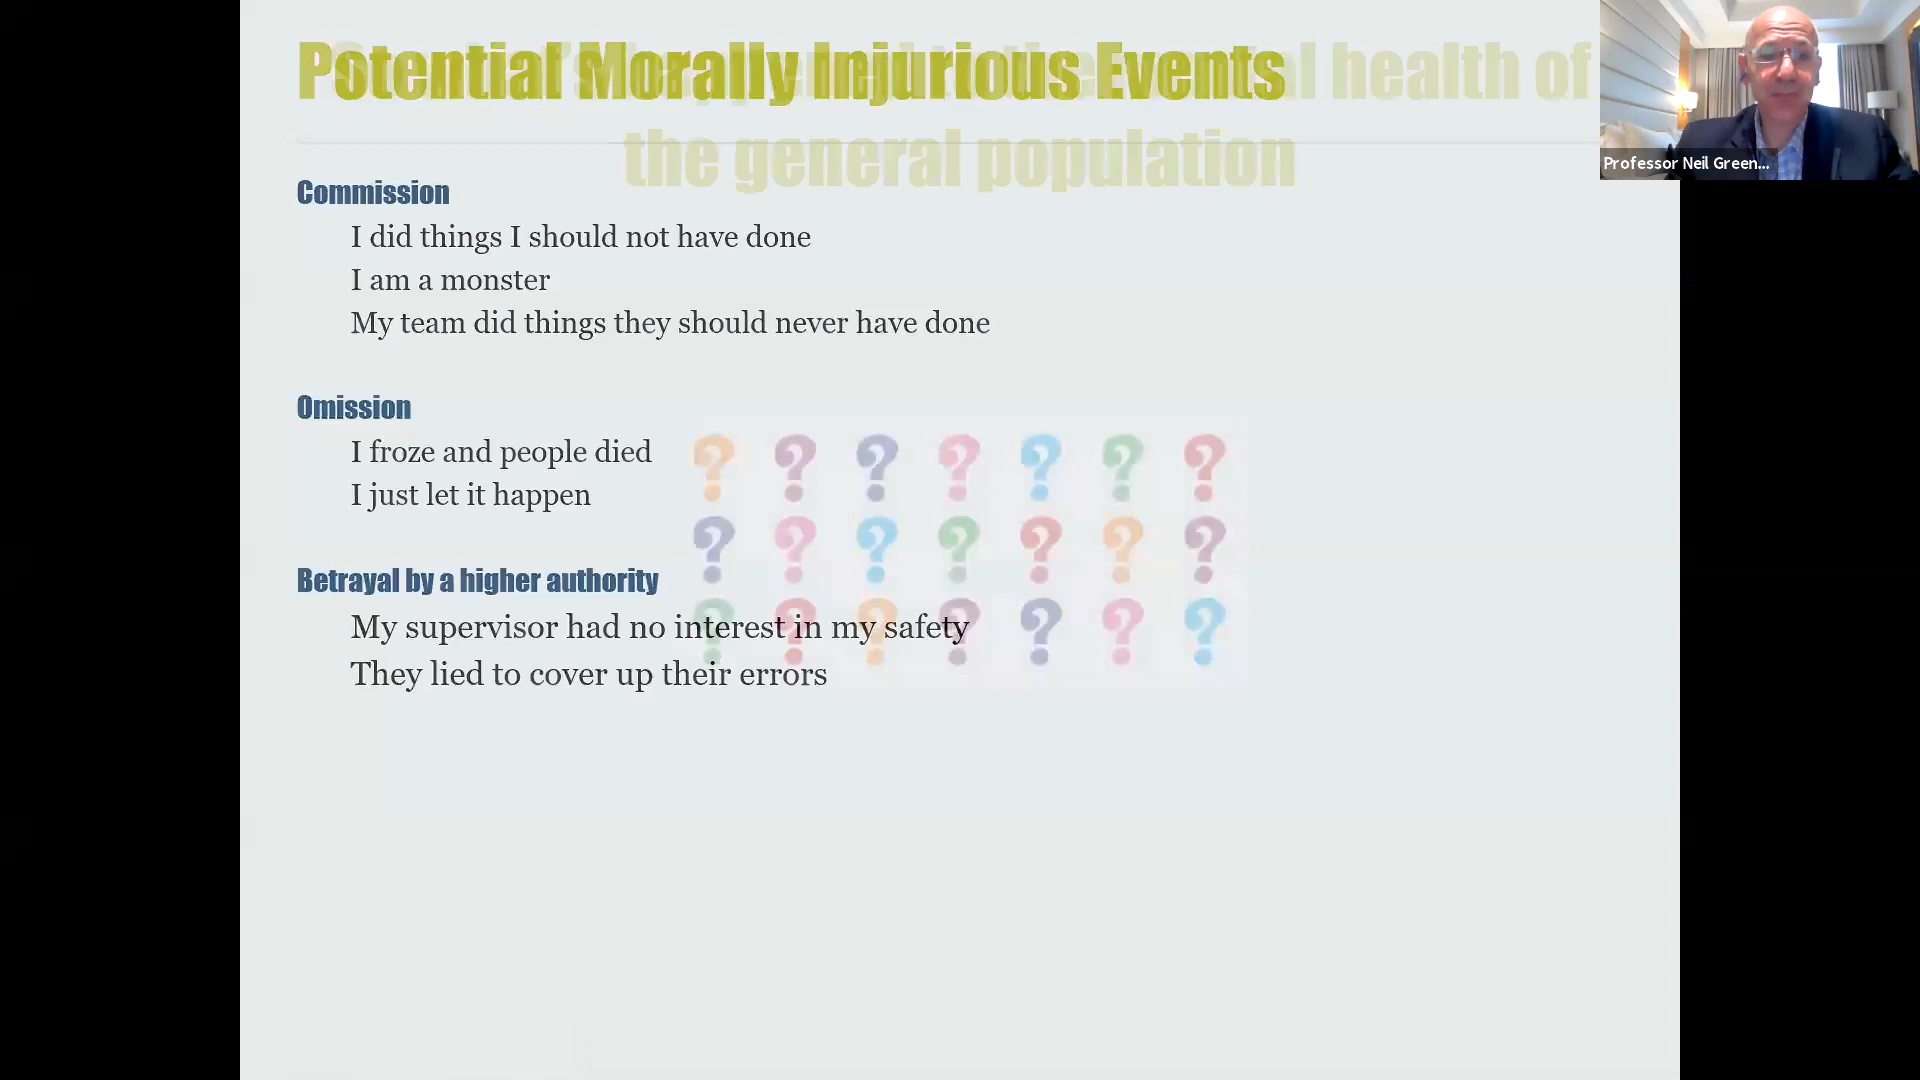 Potential Morally Injurious Events
health of
the general population
Professor Neil Green...
Commission
I did things I should not have done
I am a monster
My team did things they should never have done
Omission
I froze and people died
I just let it happen
Betrayal by a higher authority
My supervisor had no interest in my safety
They lied to cover up their errors